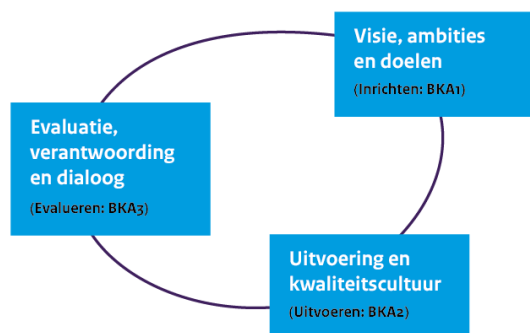 Visie, ambities
en doelen
(Inrichten: BKA1)
Evaluatie,
verantwoording
en dialoog
(Evalueren: BKA3)
Uitvoering en
kwaliteitscultuur
(Uitvoeren: BKA2)